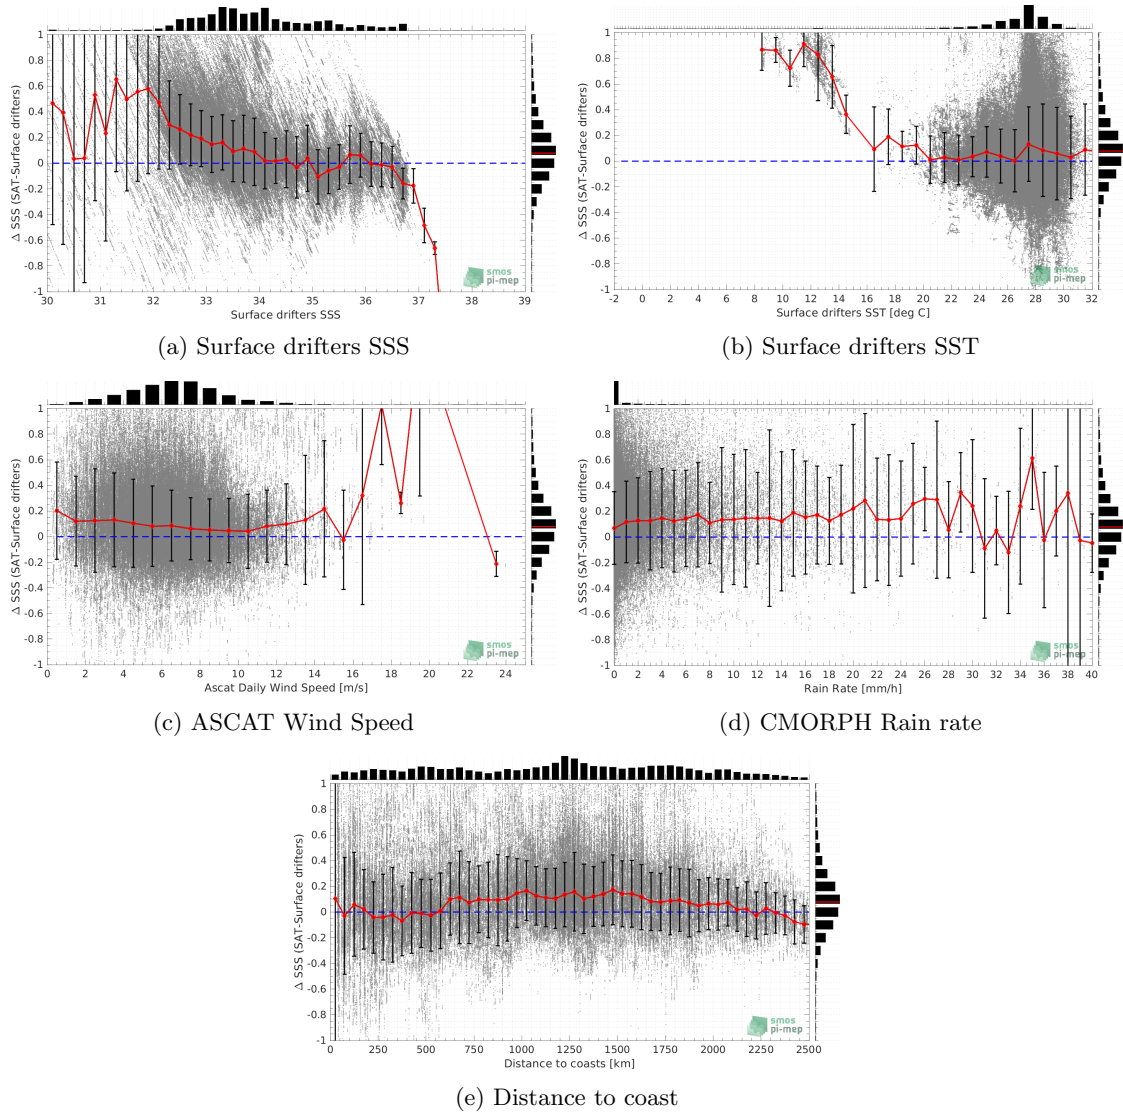 1
0.8
0.6
0.4
0.2
0
-0.2
-0.4
-0.6
-0.8
-1
Δ SSS (SAT-Surface drifters)
30 31 32 33 34 35 36 37 38 39
Surface drifters SSS
smos
pi-mep
(a) Surface drifters SSS
1
0.8
0.6
0.4
0.2
0
-0.2
-0.4
-0.6
-0.8
-1
Δ SSS (SAT-Surface drifters)
-2 0 2 4 6 8 10 12 14 16 18 20 22 24 26 28 30 32
Surface drifters SST [deg C]
smos
pi-mep
(b) Surface drifters SST
1
0.8
0.6
0.4
0.2
0
-0.2
-0.4
-0.6
-0.8
-1
Δ SSS (SAT-Surface drifters)
0 2 4 6 8 10 12 14 16 18 20 22 24
Ascat Daily Wind Speed [m/s]
smos
pi-mep
(c) ASCAT Wind Speed
1
0.8
0.6
0.4
0.2
0
-0.2
-0.4
-0.6
-0.8
-1
Δ SSS (SAT-Surface drifters)
0 2 4 6 8 10 12 14 16 18 20 22 24 26 28 30 32 34 36 38 40
Rain Rate [mm/h]
smos
pi-mep
(d) CMORPH Rain rate
1
0.8
0.6
0.4
0.2
0
-0.2
-0.4
-0.6
-0.8
-1
Δ SSS (SAT-Surface drifters)
0 250 500 750 1000 1250 1500 1750 2000 2250 2500
Distance to coasts [km]
smos
pi-mep
(e) Distance to coast